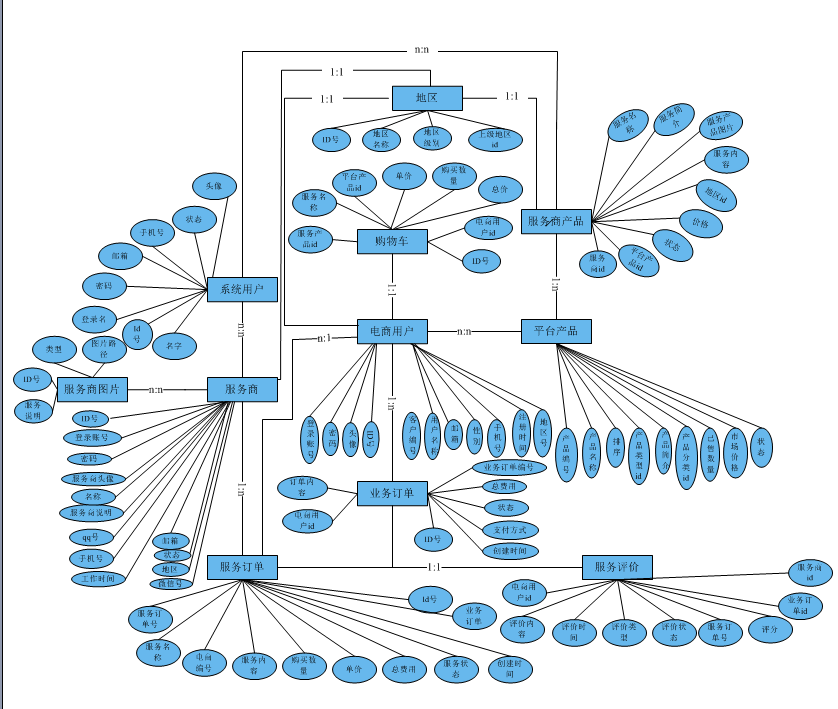 n:n
1:1
1:1
地区
1:1
ID号
地区
名称
地区
级别
上级地区
id
服务名
称
服务简
介
服务产
品图片
服务内
容
地区id
价格
状态
平台产
品id
服务
商id
服务商产品
头像
状态
手机号
邮箱
密码
登录名
Id
号
名字
系统用户
平台产
品id
单价
购买数
量
总价
服务名
称
服务产
品id
购物车
电商用
户id
ID号
1:1
1:n
n:n
n:1
电商用户
n:n
平台产品
类型
图片路
径
ID号
服务
说明
服务商图片
n:n
服务商
ID号
登录账号
密码
服务商头像
名称
服务商说明
qq号
手机号
工作时间
邮箱
状态
地区
微信号
1:n
登录账号
密码
头像
ID号
1:n
客户编号
用户名称
邮箱
性别
手机号
注册时间
地区号
产品编号
产品名称
排序
产品类型id
产品简介
产品分类id
已售数量
市场价格
状态
订单内
容
电商用
户id
业务订单
业务订单编号
总费用
状态
支付方式
创建时间
ID号
服务订单
1:1
服务评价
服务订
单号
服务名
称
电商
编号
服务内
容
购买数
量
单价
总费用
服务状
态
创建时
间
Id号
业务
订单
电商用
户id
评价内
容
评价时
间
评价类
型
评价状
态
服务订
单号
评分
业务订
单id
服务商
id